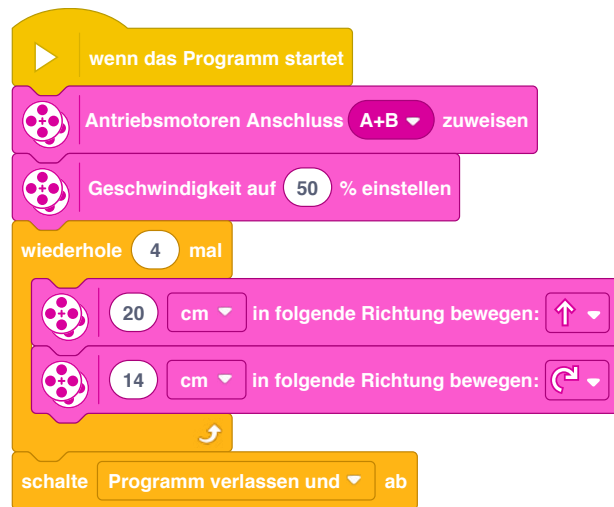 wenn das Programm startet
Antriebsmotoren Anschluss A+B zuweisen
Geschwindigkeit auf 50 % einstellen
wiederhole 4 mal
20 cm in folgende Richtung bewegen:
14 cm in folgende Richtung bewegen:
schalte Programm verlassen und ab